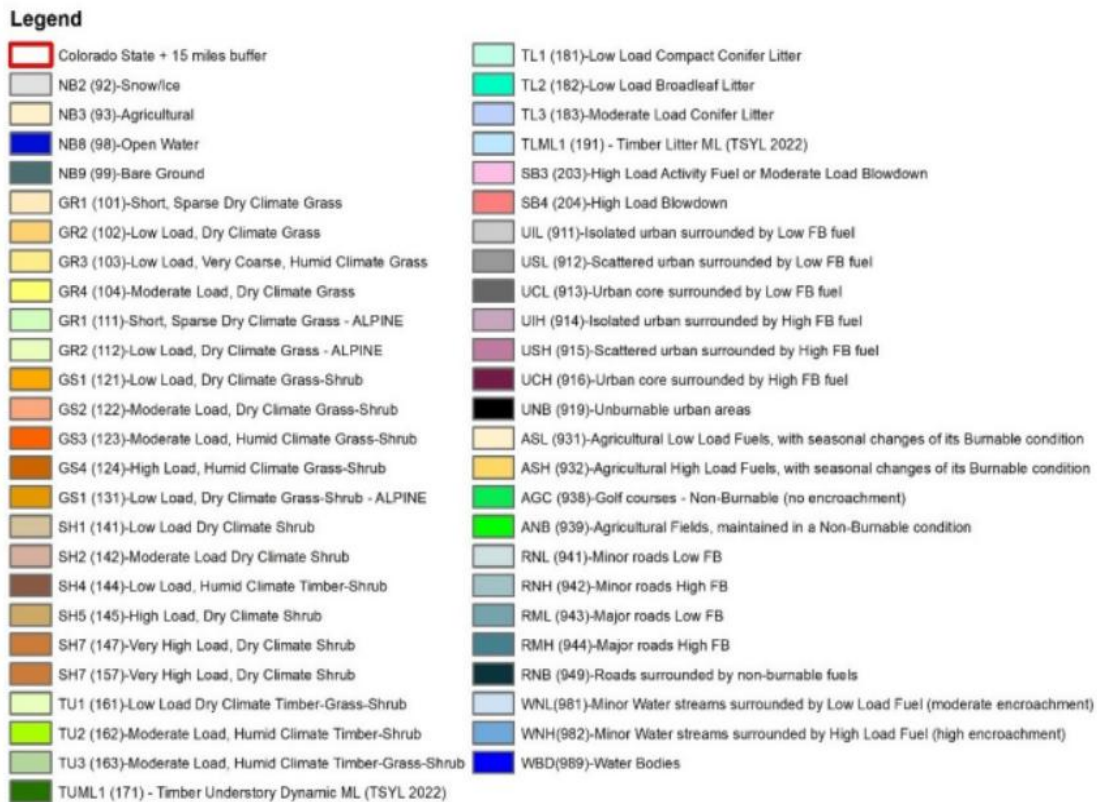 Legend
Colorado State + 15 miles buffer
NB2 (92)-Snow/Ice
NB3 (93)-Agricultural
NB8 (98)-Open Water
NB9 (99)-Bare Ground
GR1 (101)-Short, Sparse Dry Climate Grass
GR2 (102)-Low Load, Dry Climate Grass
GR3 (103)-Low Load, Very Coarse, Humid Climate Grass
GR4 (104)-Moderate Load, Dry Climate Grass
GR1 (111)-Short, Sparse Dry Climate Grass - ALPINE
GR2 (112)-Low Load, Dry Climate Grass - ALPINE
GS1 (121)-Low Load, Dry Climate Grass-Shrub
GS2 (122)-Moderate Load, Dry Climate Grass-Shrub
GS3 (123)-Moderate Load, Humid Climate Grass-Shrub
GS4 (124)-High Load, Humid Climate Grass-Shrub
GS1 (131)-Low Load, Dry Climate Grass-Shrub - ALPINE
SH1 (141)-Low Load Dry Climate Shrub
SH2 (142)-Moderate Load Dry Climate Shrub
SH4 (144)-Low Load, Humid Climate Timber-Shrub
SH5 (145)-High Load, Dry Climate Shrub
SH7 (147)-Very High Load, Dry Climate Shrub
SH7 (157)-Very High Load, Dry Climate Shrub
TU1 (161)-Low Load Dry Climate Timber-Grass-Shrub
TU2 (162)-Moderate Load, Humid Climate Timber-Shrub
TU3 (163)-Moderate Load, Humid Climate Timber-Grass-Shrub
TUML1 (171) - Timber Understory Dynamic ML (TSYL 2022)
TL1 (181)-Low Load Compact Conifer Litter
TL2 (182)-Low Load Broadleaf Litter
TL3 (183)-Moderate Load Conifer Litter
TLML1 (191) - Timber Litter ML (TSYL 2022)
SB3 (203)-High Load Activity Fuel or Moderate Load Blowdown
SB4 (204)-High Load Blowdown
UIL (911)-Isolated urban surrounded by Low FB fuel
USL (912)-Scattered urban surrounded by Low FB fuel
UCL (913)-Urban core surrounded by Low FB fuel
UIH (914)-Isolated urban surrounded by High FB fuel
USH (915)-Scattered urban surrounded by High FB fuel
UCH (916)-Urban core surrounded by High FB fuel
UNB (919)-Unburnable urban areas
ASL (931)-Agricultural Low Load Fuels, with seasonal changes of its Burnable condition
ASH (932)-Agricultural High Load Fuels, with seasonal changes of its Burnable condition
AGC (938)-Golf courses - Non-Burnable (no encroachment)
ANB (939)-Agricultural Fields, maintained in a Non-Burnable condition
RNL (941)-Minor roads Low FB
RNH (942)-Minor roads High FB
RML (943)-Major roads Low FB
RMH (944)-Major roads High FB
RNB (949)-Roads surrounded by non-burnable fuels
WNL(981)-Minor Water streams surrounded by Low Load Fuel (moderate encroachment)
WNH(982)-Minor Water streams surrounded by High Load Fuel (high encroachment)
WBD(989)-Water Bodies